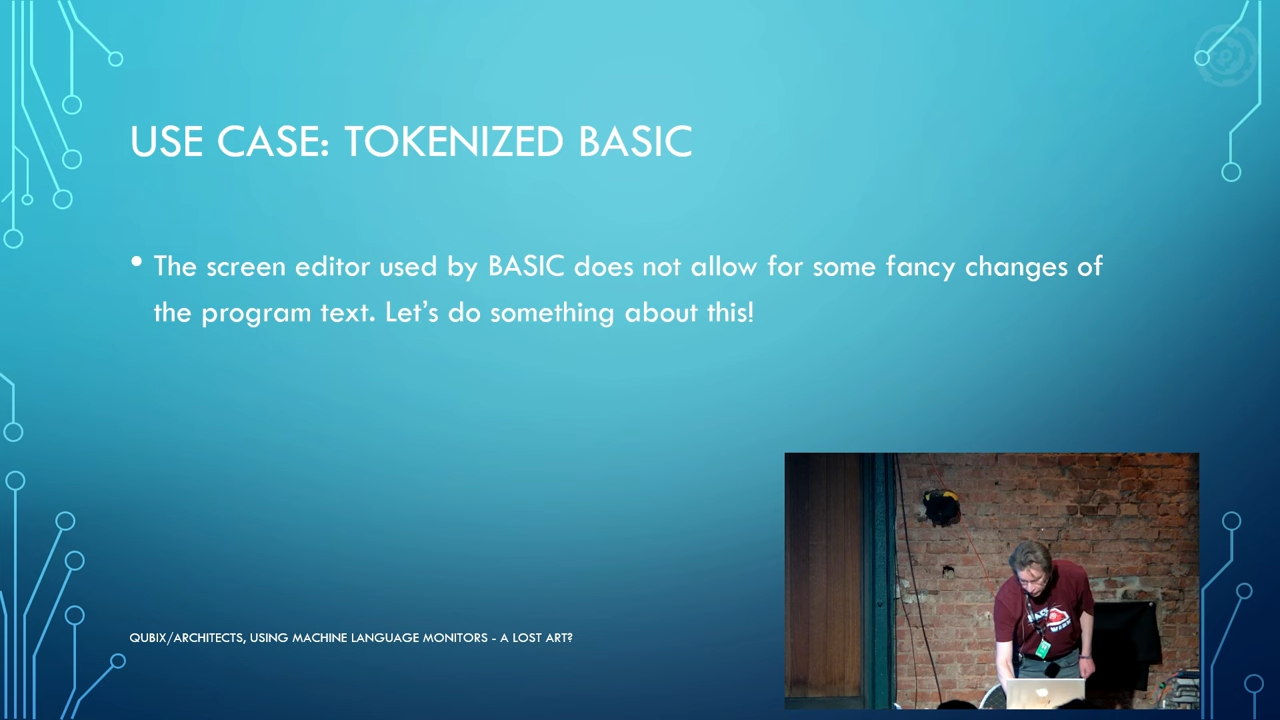 USE CASE: TOKENIZED BASIC
• The screen editor used by BASIC does not allow for some fancy changes of
the program text. Let’s do something about this!
QUBIX/ARCHITECTS, USING MACHINE LANGUAGE MONITORS - A LOST ART?